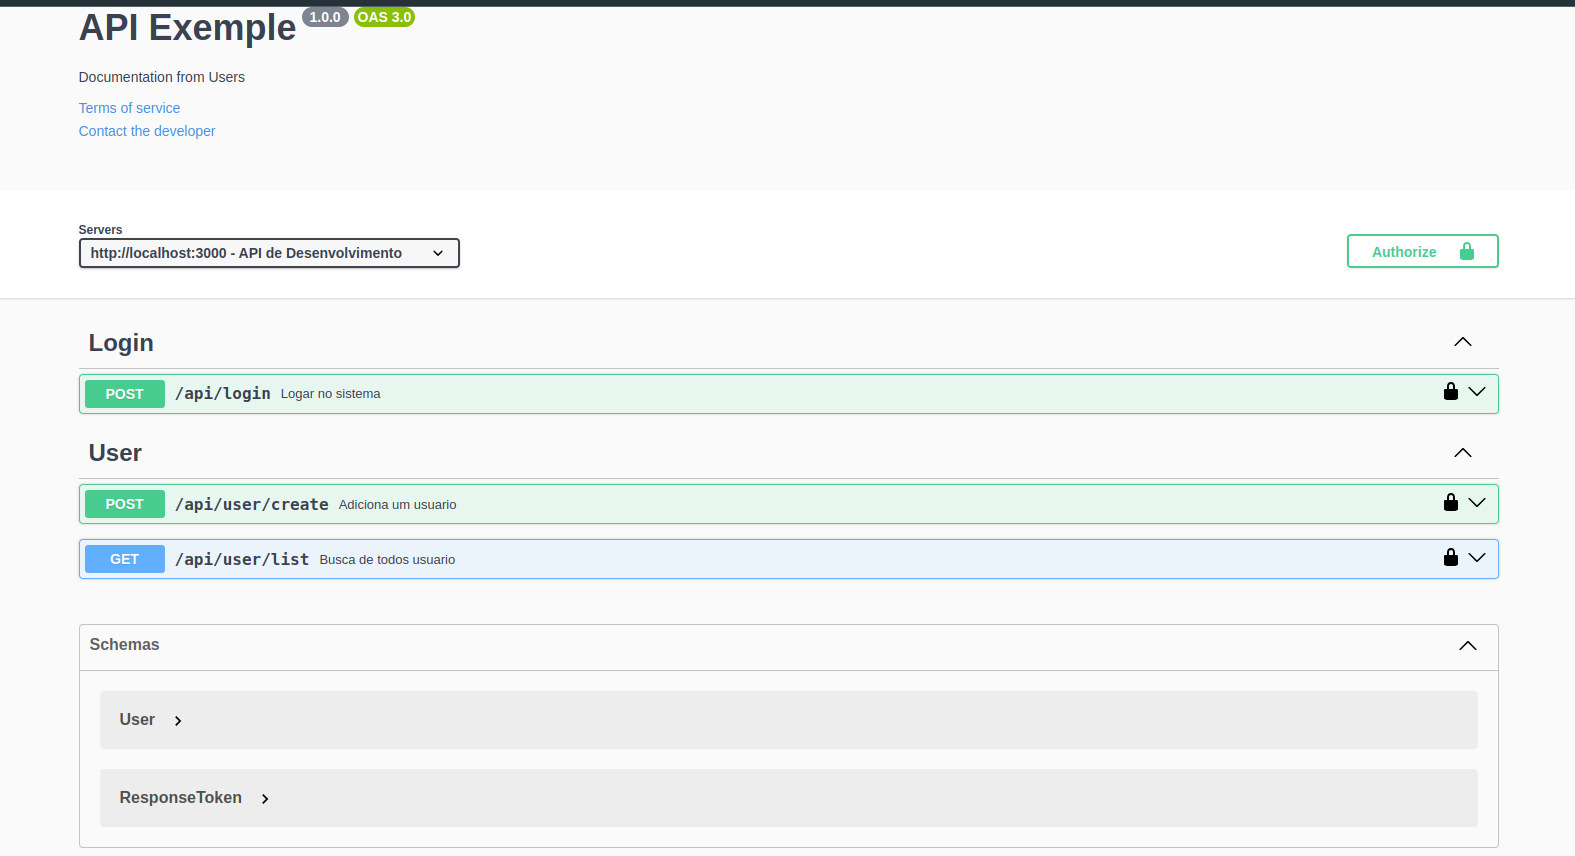 API Exemple 1.0.0 OAS 3.0
Documentation from Users
Terms of service
Contact the developer
Servers
http://localhost:3000 - API de Desenvolvimento
Authorize
Login
POST /api/login Logar no sistema
User
POST /api/user/create Adiciona um usuario
GET /api/user/list Busca de todos usuario
Schemas
User
ResponseToken